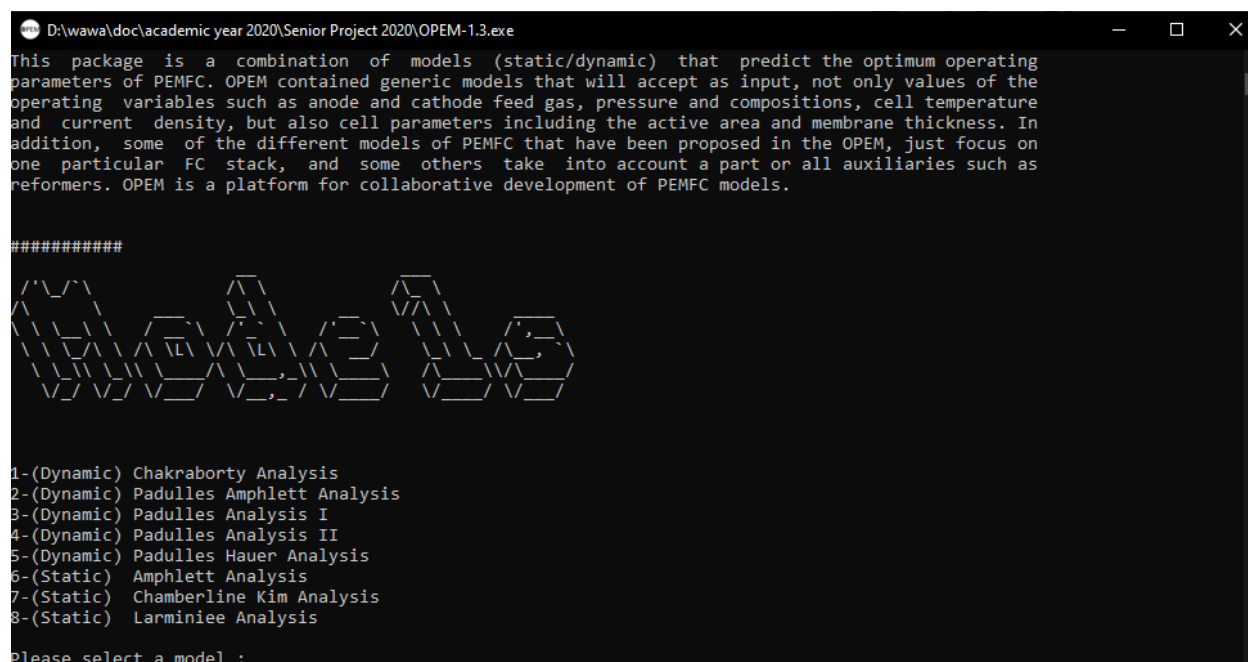 OPEM D:\wawa\doc\academic year 2020\Senior Project 2020\OPEM-1.3.exe
This package is a combination of models (static/dynamic) that predict the optimum operating
parameters of PEMFC. OPEM contained generic models that will accept as input, not only values of the
operating variables such as anode and cathode feed gas, pressure and compositions, cell temperature
and current density, but also cell parameters including the active area and membrane thickness. In
addition, some of the different models of PEMFC that have been proposed in the OPEM, just focus on
one particular FC stack, and some others take into account a part or all auxiliaries such as
reformers. OPEM is a platform for collaborative development of PEMFC models.
###########
Models
1-(Dynamic) Chakraborty Analysis
2-(Dynamic) Padulles Amphlett Analysis
3-(Dynamic) Padulles Analysis I
4-(Dynamic) Padulles Analysis II
5-(Dynamic) Padulles Hauer Analysis
6-(Static) Amphlett Analysis
7-(Static) Chamberline Kim Analysis
8-(Static) Larminiee Analysis
Please select a model :